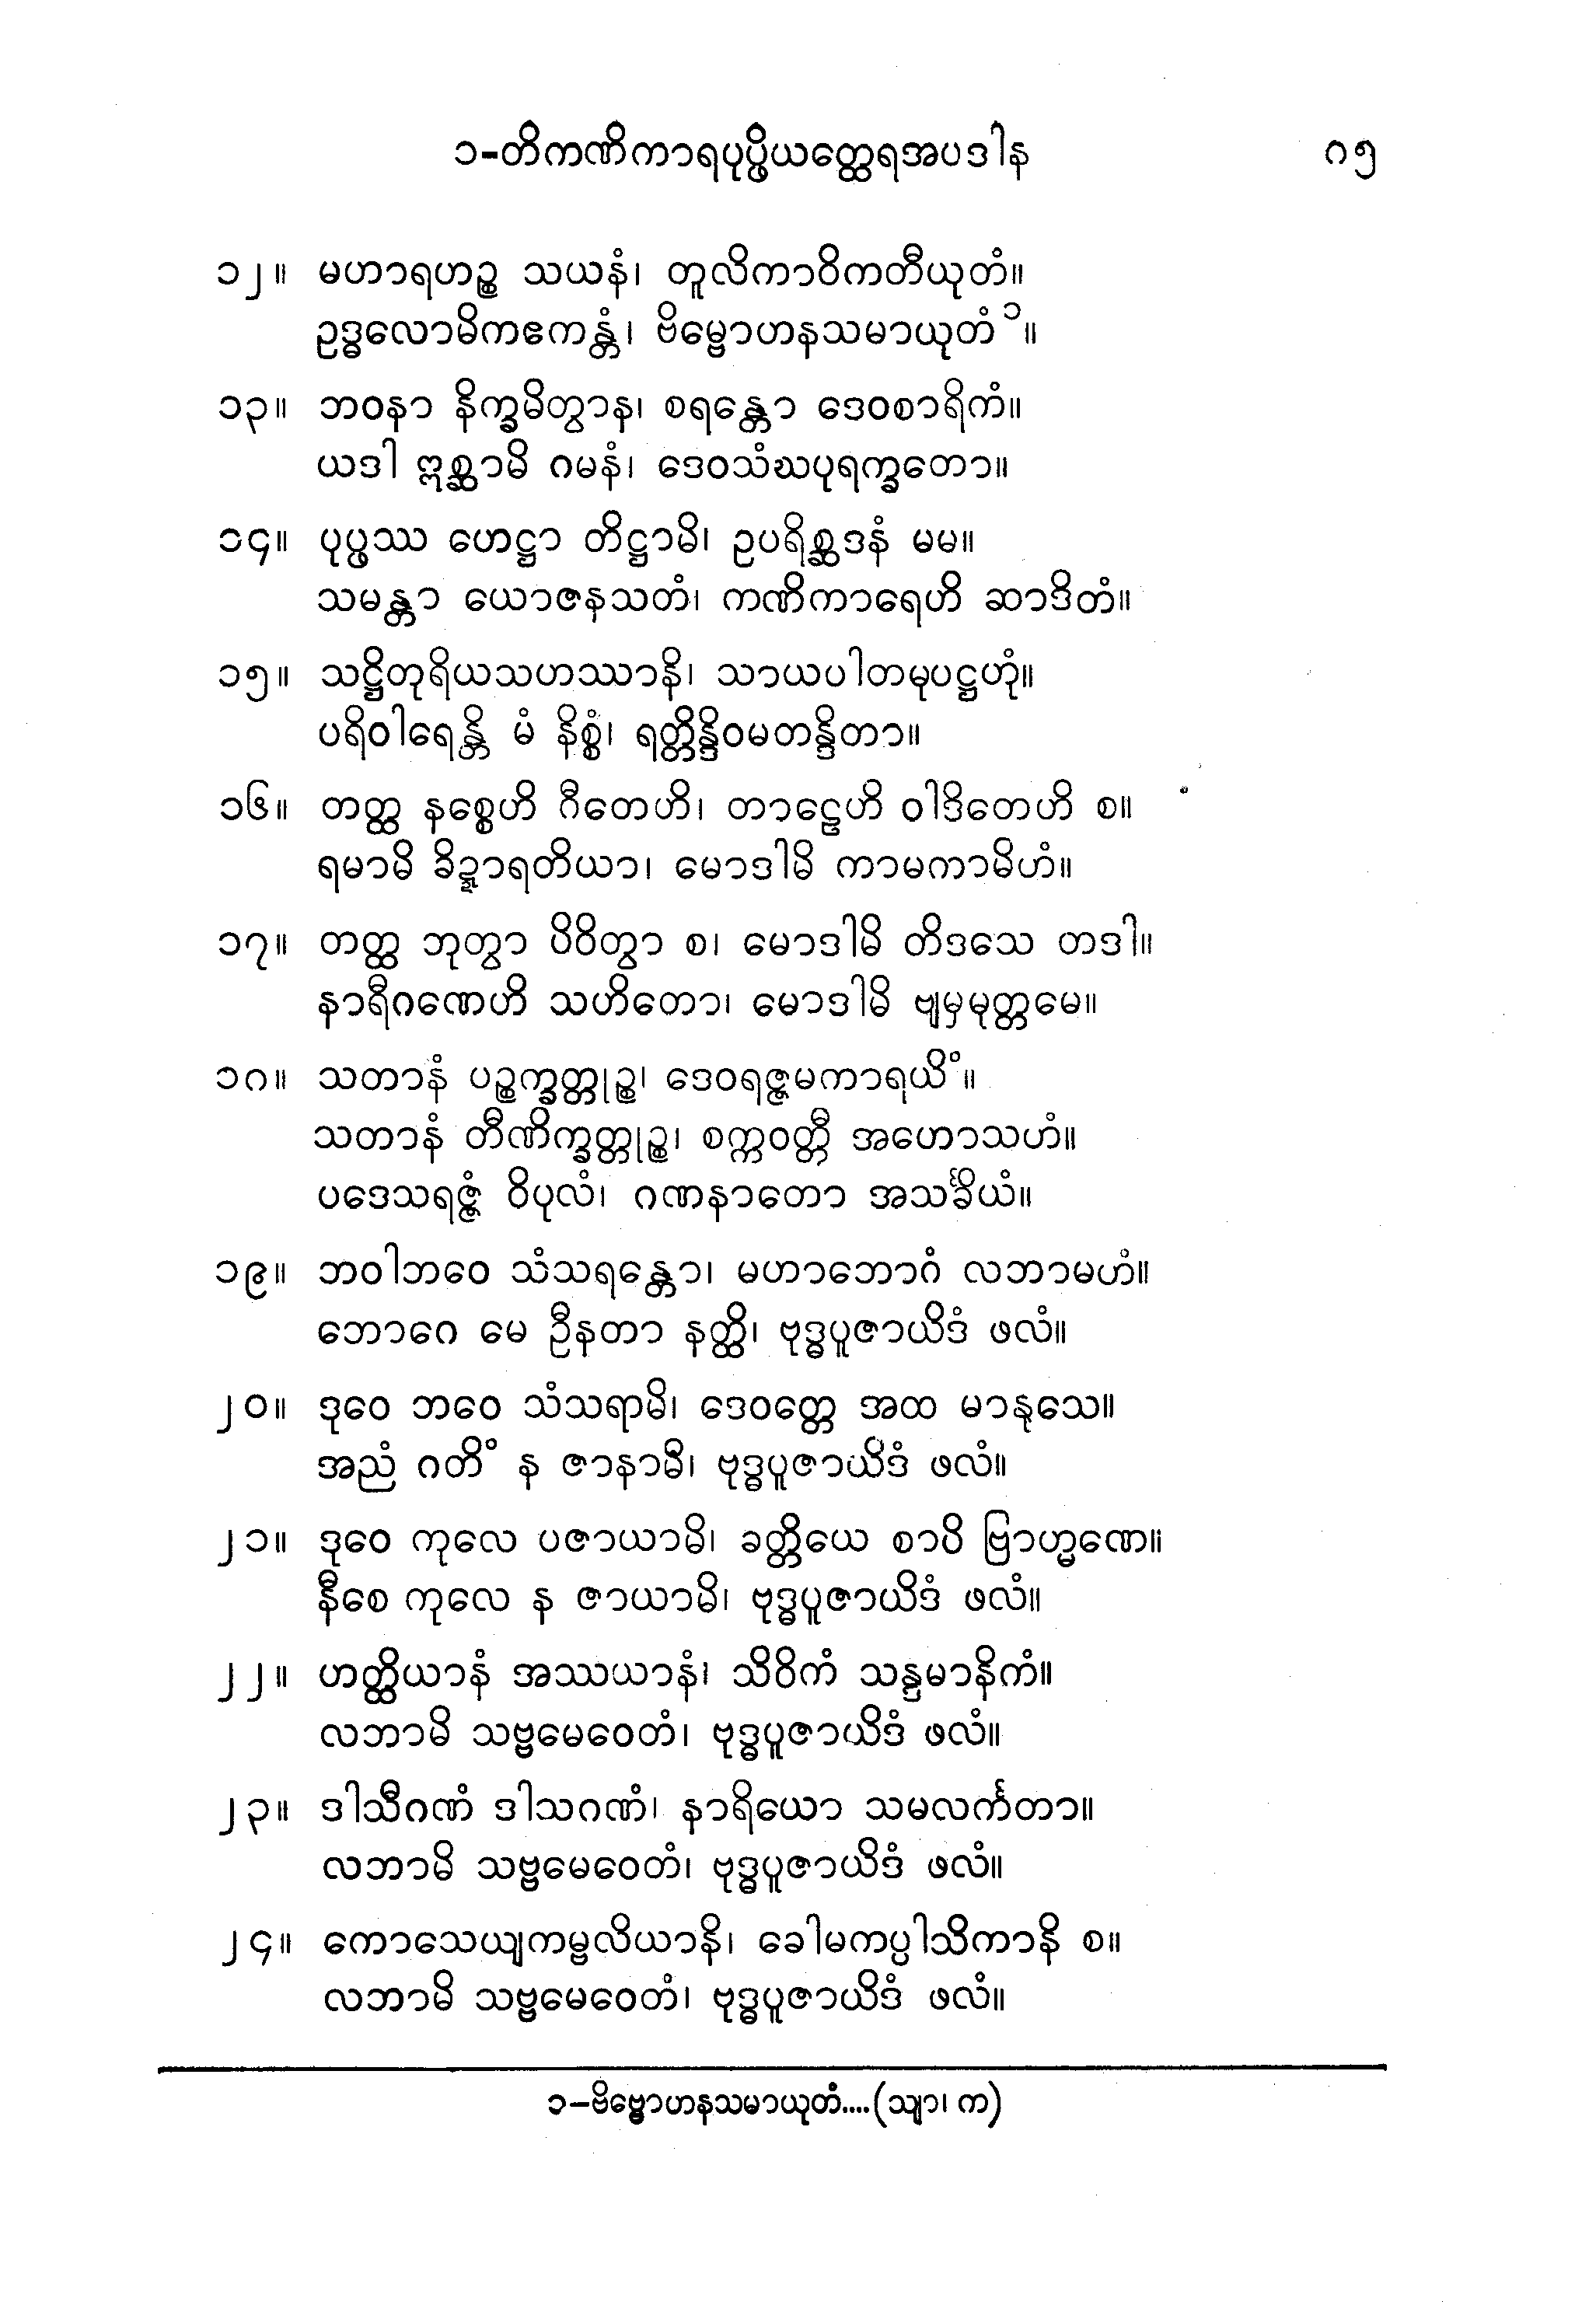 ၁-တိကဏိကာရပုပ္ဖိယတ္ထေရအပဒါန ၈၅
၁၂။ မဟာရဟဉ္စ သယနံ၊ တူလိကာဝိကတီယုတံ။
ဥဒ္ဓလောမိကဧကန္တံ၊ ဗိမ္ဗောဟနသမာယုတံ ၁။
၁၃။ ဘဝနာ နိက္ခမိတွာန၊ စရန္တော ဒေဝစာရိကံ။
ယဒါ ဣစ္ဆာမိ ဂမနံ၊ ဒေဝသံဃပုရက္ခတော။
၁၄။ ပုပ္ဖဿ ဟေဋ္ဌာ တိဋ္ဌာမိ၊ ဥပရိစ္ဆဒနံ မမ။
သမန္တာ ယောဇနသတံ၊ ကဏိကာရေဟိ ဆာဒိတံ။
၁၅။ သဋ္ဌိတုရိယသဟဿာနိ၊ သာယပါတမုပဋ္ဌဟုံ။
ပရိဝါရေန္တိ မံ နိစ္စံ၊ ရတ္တိန္ဒိဝမတန္ဒိတာ။
၁၆။ တတ္ထ နစ္စေဟိ ဂီတေဟိ၊ တာဠေဟိ ဝါဒိတေဟိ စ။
ရမာမိ ခိဍ္ဍာရတိယာ၊ မောဒါမိ ကာမကာမိဟံ။
၁၇။ တတ္ထ ဘုတွာ ပိဝိတွာ စ၊ မောဒါမိ တိဒသေ တဒါ။
နာရီဂဏေဟိ သဟိတော၊ မောဒါမိ ဗျမှမုတ္တမေ။
၁၈။ သတာနံ ပဉ္စက္ခတ္တုဉ္စ၊ ဒေဝရဇ္ဇမကာရယိံ။
သတာနံ တီဏိက္ခတ္တုဉ္စ၊ စက္ကဝတ္တီ အဟောသဟံ။
ပဒေသရဇ္ဇံ ဝိပုလံ၊ ဂဏနာတော အသင်္ခိယံ။
၁၉။ ဘဝါဘဝေ သံသရန္တော၊ မဟာဘောဂံ လဘာမဟံ။
ဘောဂေ မေ ဦနတာ နတ္ထိ၊ ဗုဒ္ဓပူဇာယိဒံ ဖလံ။
၂၀။ ဒုဝေ ဘဝေ သံသရာမိ၊ ဒေဝတ္တေ အထ မာနုသေ။
အညံ ဂတိံ န ဇာနာမိ၊ ဗုဒ္ဓပူဇာယိဒံ ဖလံ။
၂၁။ ဒုဝေ ကုလေ ပဇာယာမိ၊ ခတ္တိယေ စာပိ ဗြာဟ္မဏေ။
နီစေ ကုလေ န ဇာယာမိ၊ ဗုဒ္ဓပူဇာယိဒံ ဖလံ။
၂၂။ ဟတ္ထိယာနံ အဿယာနံ၊ သိဝိကံ သန္ဒမာနိကံ။
လဘာမိ သဗ္ဗမေဝေတံ၊ ဗုဒ္ဓပူဇာယိဒံ ဖလံ။
၂၃။ ဒါသီဂဏံ ဒါသဂဏံ၊ နာရိယော သမလင်္ကတာ။
လဘာမိ သဗ္ဗမေဝေတံ၊ ဗုဒ္ဓပူဇာယိဒံ ဖလံ။
၂၄။ ကောသေယျကမ္ဗလိယာနိ၊ ခေါမကပ္ပါသိကာနိ စ။
လဘာမိ သဗ္ဗမေဝေတံ၊ ဗုဒ္ဓပူဇာယိဒံ ဖလံ။
၁-ဗိဗ္ဗောဟနသမာယုတံ....(သျာ၊ က)